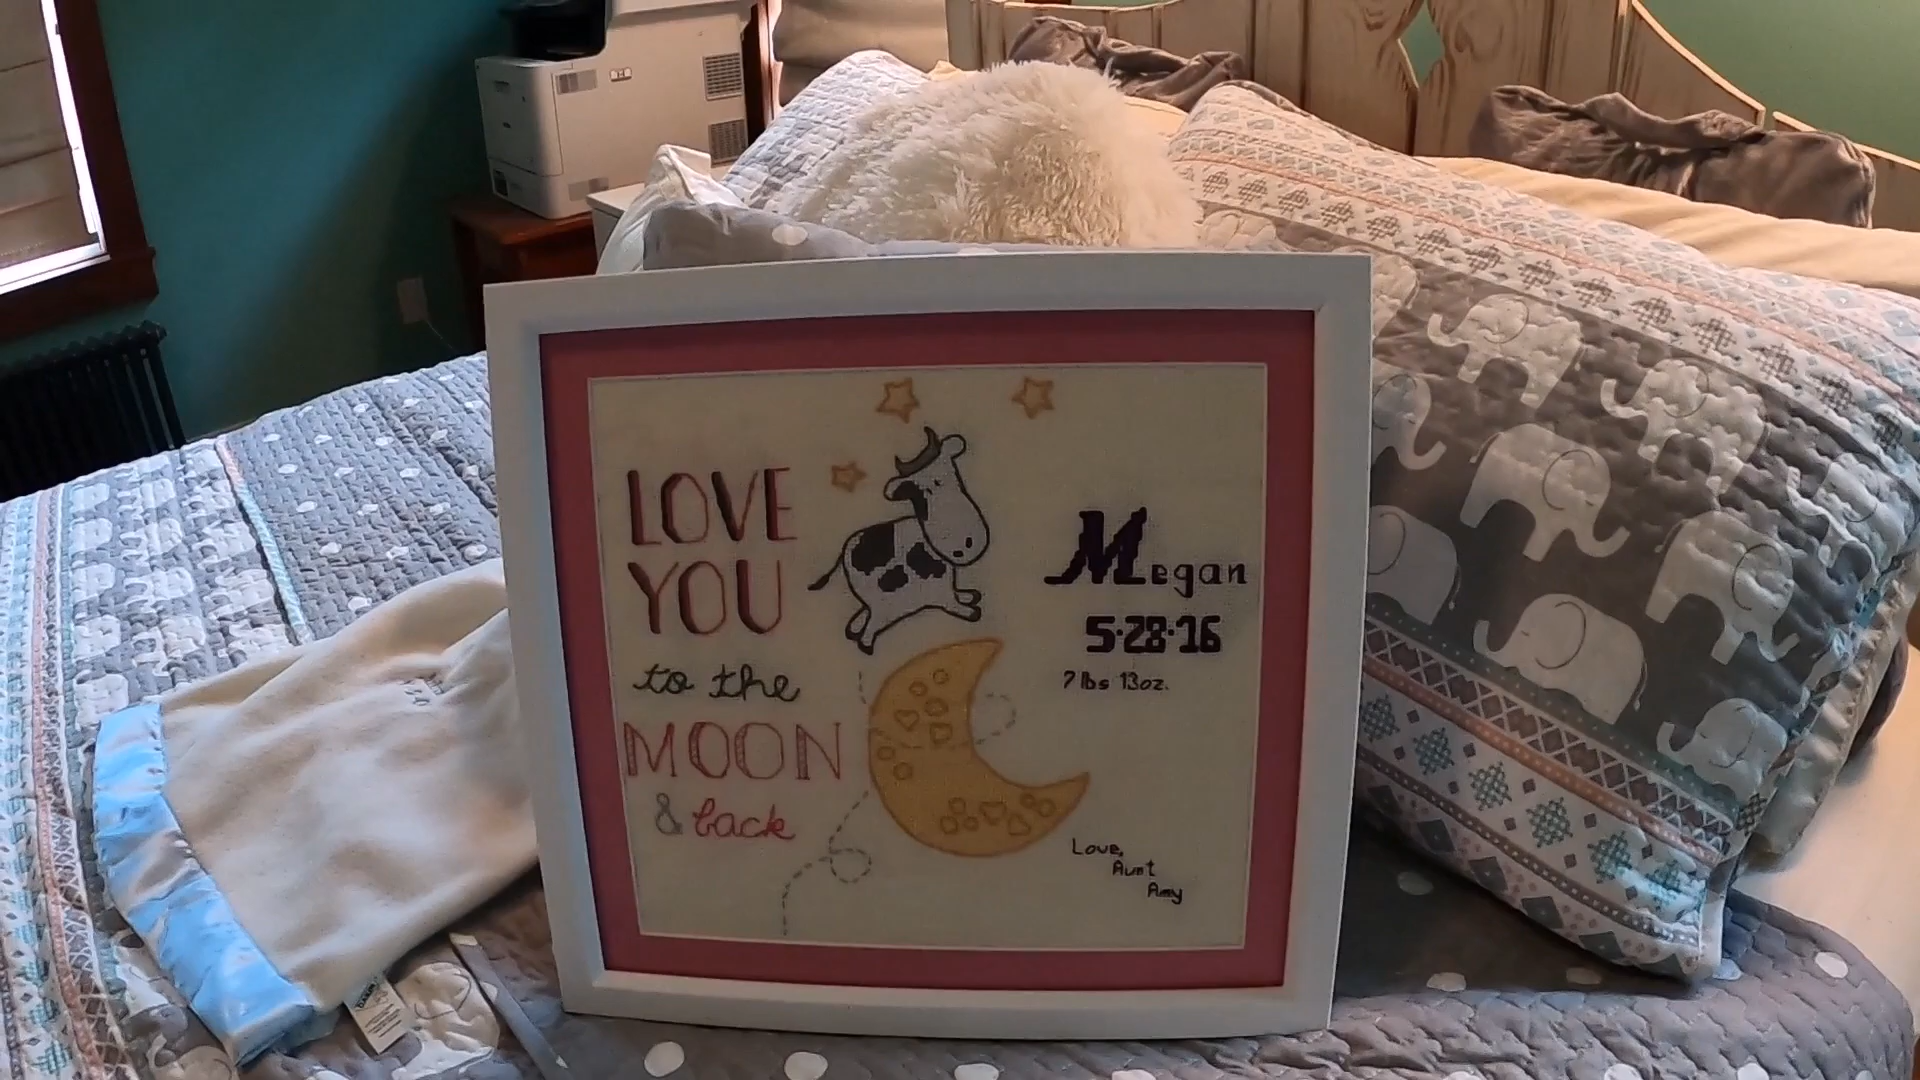 LOVE
YOU
to the
MOON
& back
Megan
5·28·16
7 lbs 13oz.
Love,
Aunt
Amy